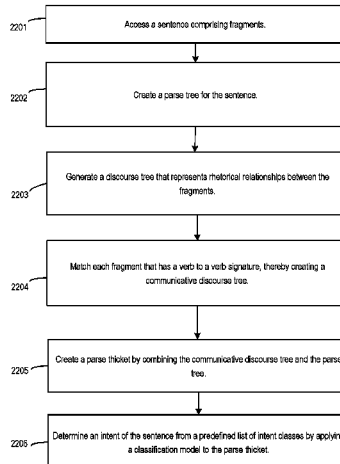 2201
Access a sentence comprising fragments.
2202
Create a parse tree for the sentence.
2203
Generate a discourse tree that represents rhetorical relationships between the
fragments.
2204
Match each fragment that has a verb to a verb signature, thereby creating a
communicative discourse tree.
2205
Create a parse thicket by combining the communicative discourse tree and the parse
tree.
2206
Determine an intent of the sentence from a predefined list of intent classes by applying
a classification model to the parse thicket.